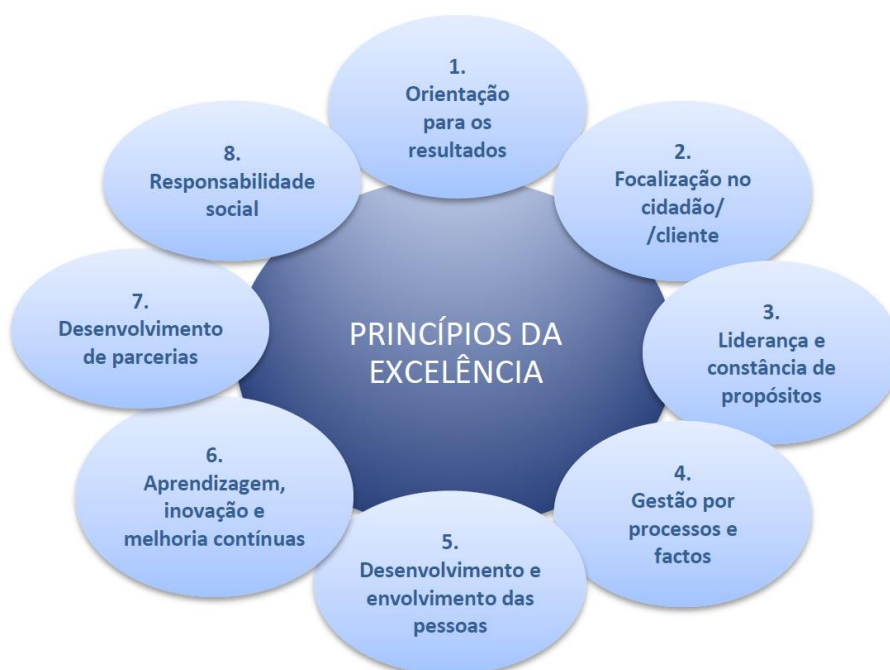 1.
Orientação
para os
resultados
2.
Focalização no
cidadão/
/cliente
3.
Liderança e
constância de
propósitos
4.
Gestão por
processos e
factos
5.
Desenvolvimento e
envolvimento das
pessoas
6.
Aprendizagem,
inovação e
melhoria contínuas
7.
Desenvolvimento
de parcerias
8.
Responsabilidade
social
PRINCÍPIOS DA
EXCELÊNCIA